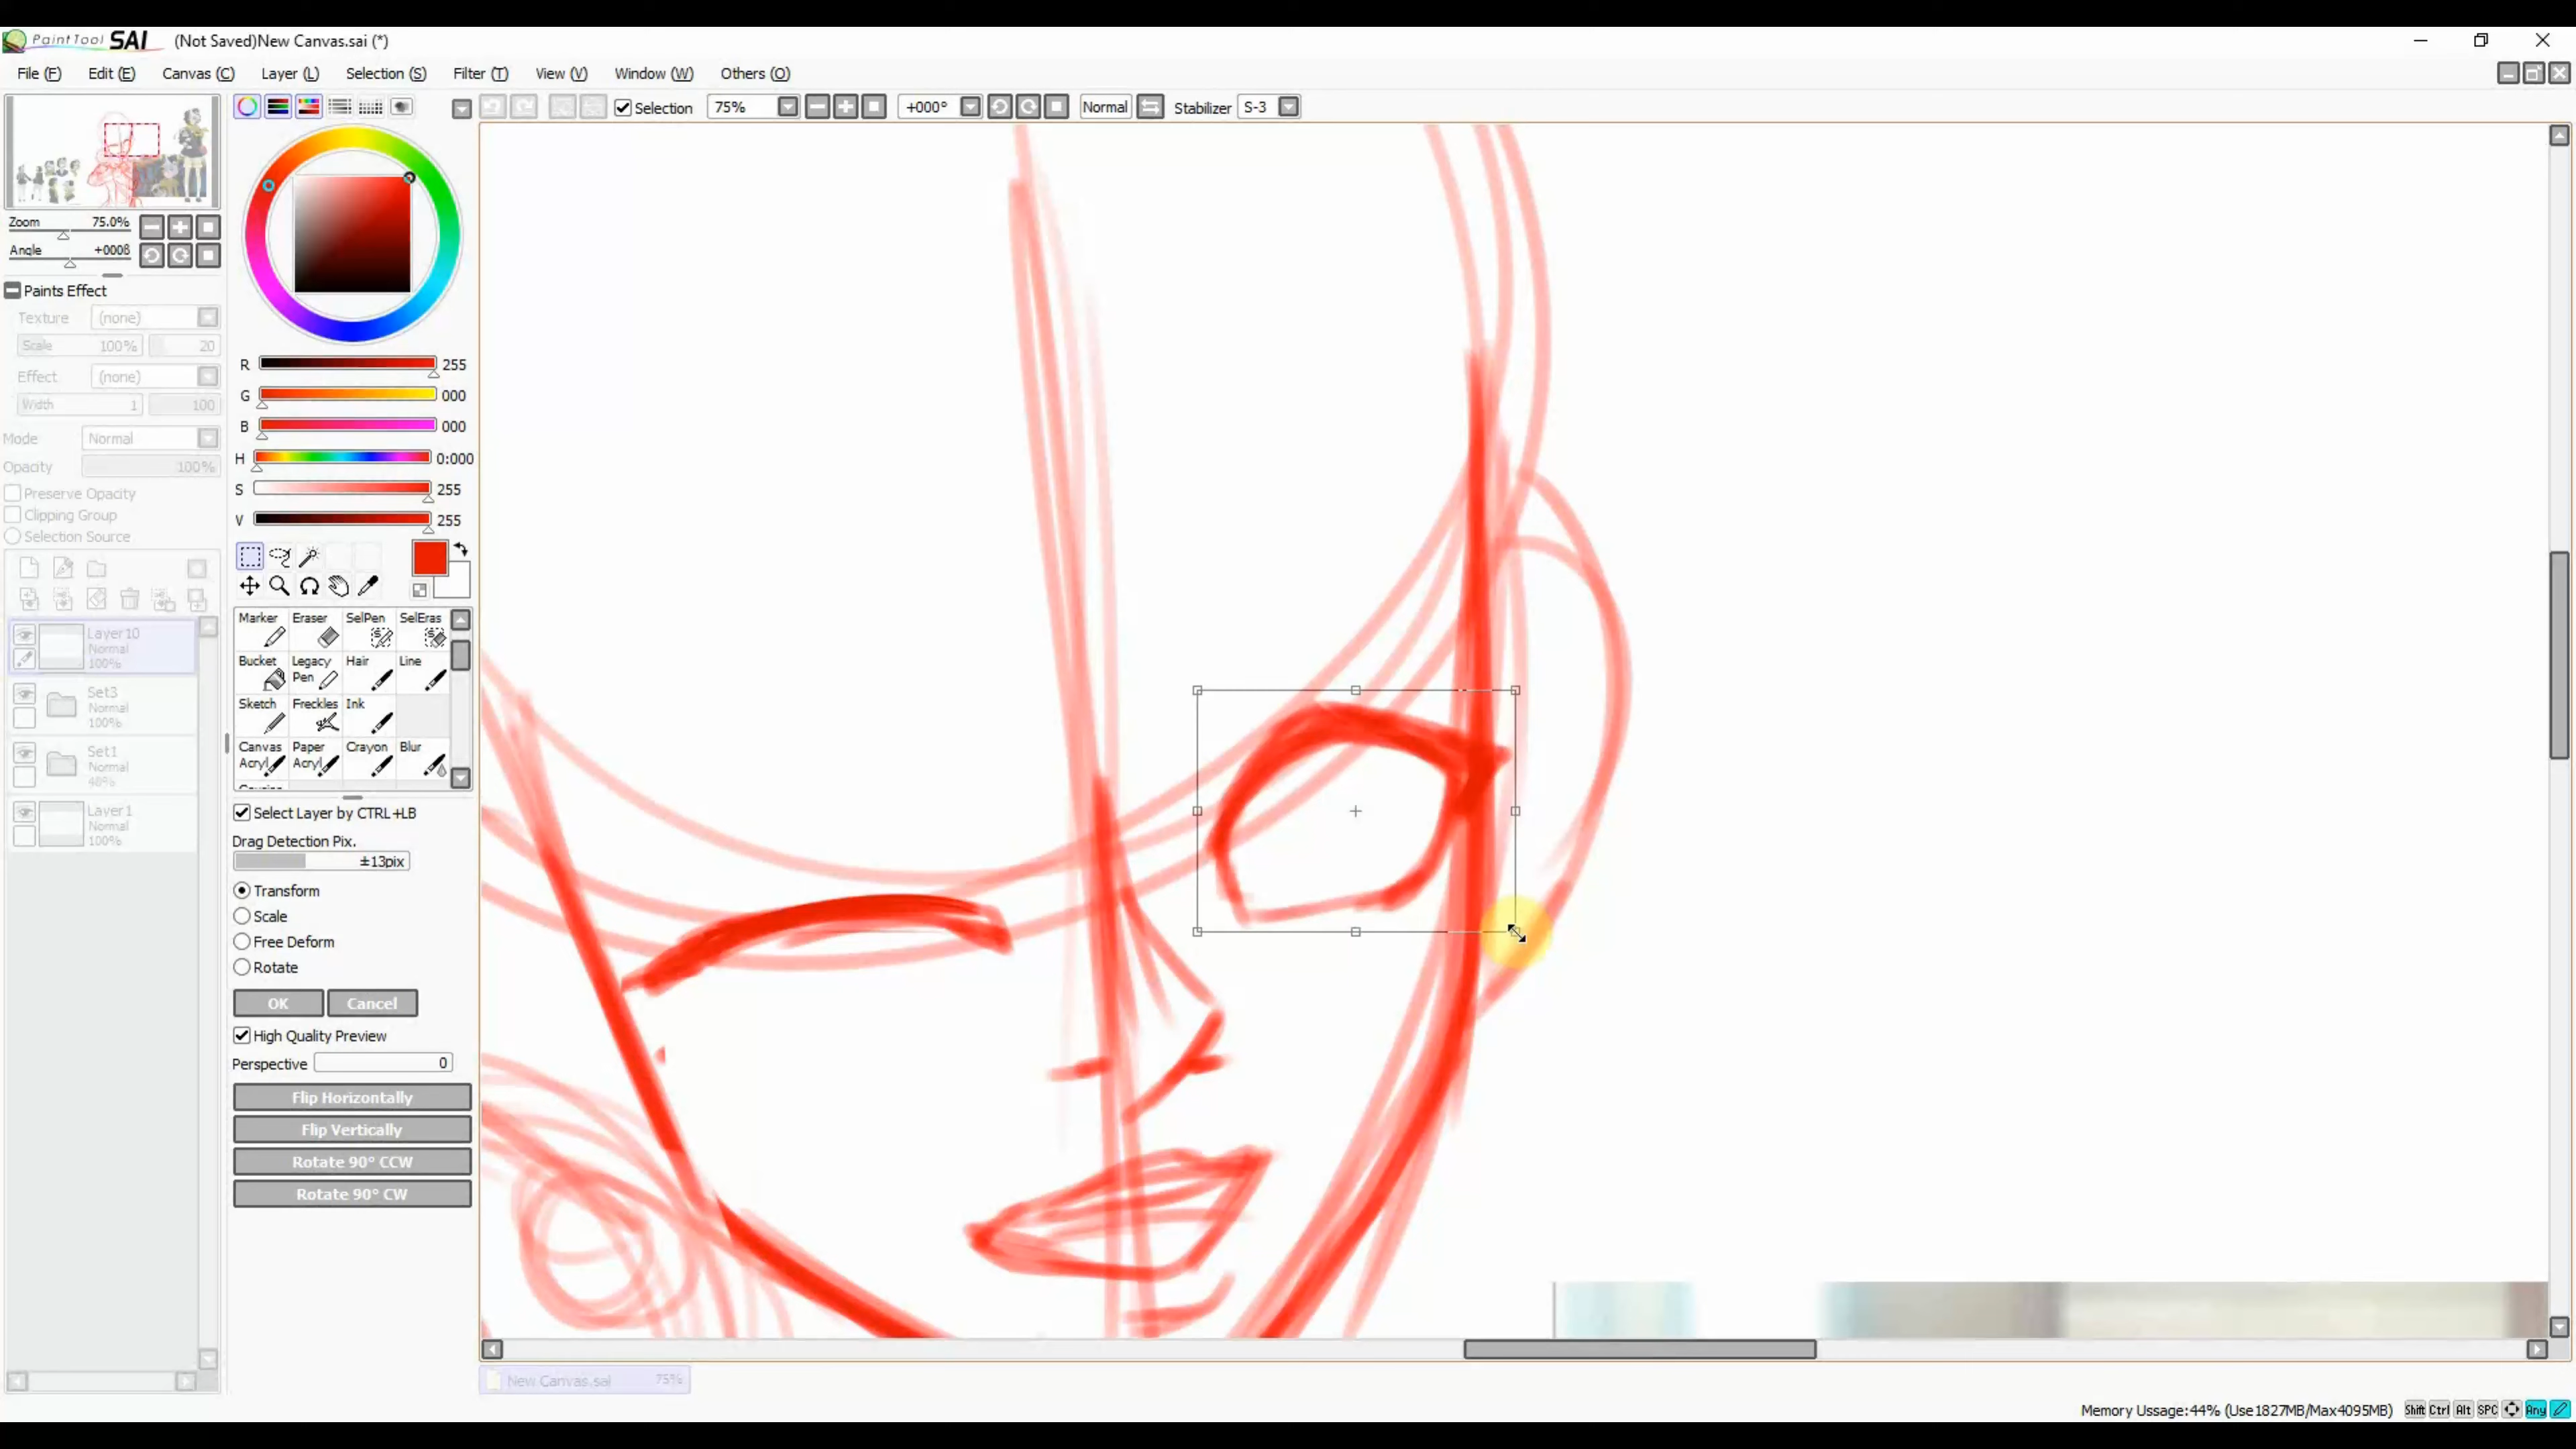 PaintTool SAI (Not Saved)New Canvas.sai (*)
File (F) Edit (E) Canvas (C) Layer (L) Selection (S) Filter (T) View (V) Window (W) Others (O)
Selection 75% +000° Normal Stabilizer S-3
Zoom 75.0%
Angle +000ß
Paints Effect
Texture (none)
Scale 100% 20
Effect (none)
Width 1 100
Mode Normal
Opacity 100%
Preserve Opacity
Clipping Group
Selection Source
Layer10
Normal
100%
Set3
Normal
100%
Set1
Normal
48%
Layer1
Normal
100%
R 255
G 000
B 000
H 0:000
S 255
V 255
Marker Eraser SelPen SelEras
Bucket Legacy Pen Hair Line
Sketch Freckles Ink
Canvas Acryl Paper Acryl Crayon Blur
Select Layer by CTRL+LB
Drag Detection Pix.
±13pix
Transform
Scale
Free Deform
Rotate
OK Cancel
High Quality Preview
Perspective 0
Flip Horizontally
Flip Vertically
Rotate 90° CCW
Rotate 90° CW
New Canvas.sai 75%
Memory Ussage:44% (Use1827MB/Max4095MB) Shift Ctrl Alt SPC Any